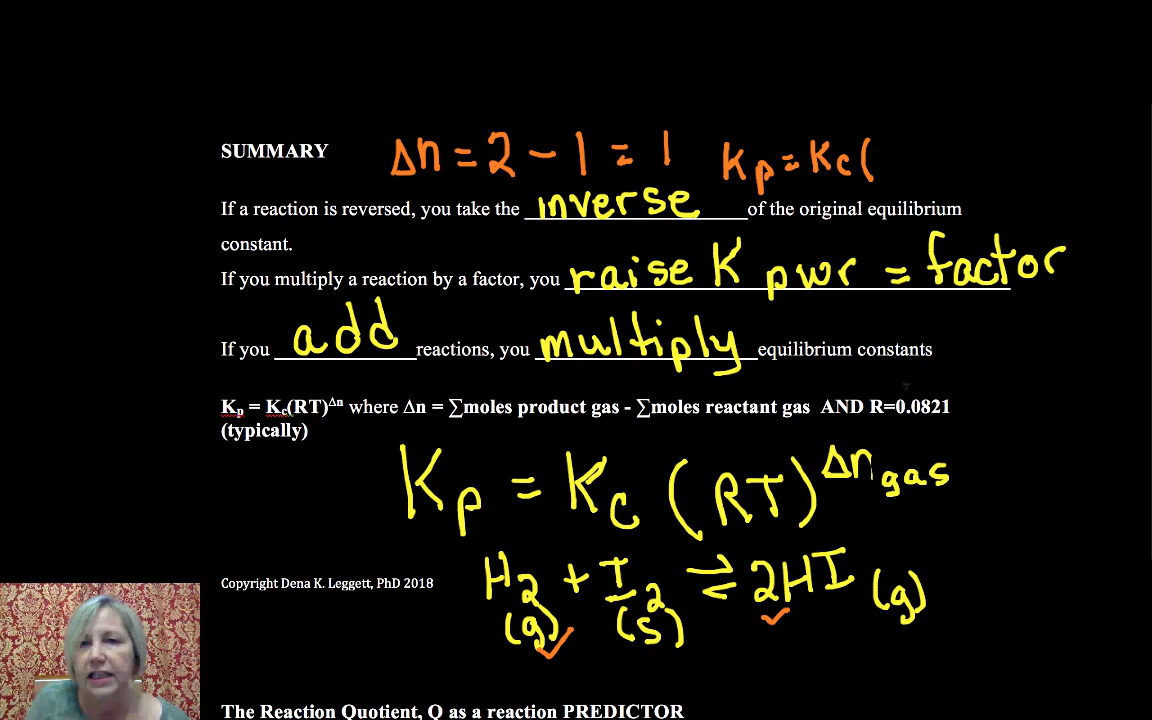 SUMMARY Δn = 2 - 1 = 1 Kp = Kc (
If a reaction is reversed, you take the inverse of the original equilibrium
constant.
If you multiply a reaction by a factor, you raise K pwr = factor
If you add reactions, you multiply equilibrium constants
Kp = Kc(RT)^Δn where Δn = ∑moles product gas - ∑moles reactant gas AND R=0.0821
(typically)
Kp = Kc (RT)^Δn gas
H2 + I2 ⇌ 2HI (g)
(g) (s)
Copyright Dena K. Leggett, PhD 2018
The Reaction Quotient, Q as a reaction PREDICTOR